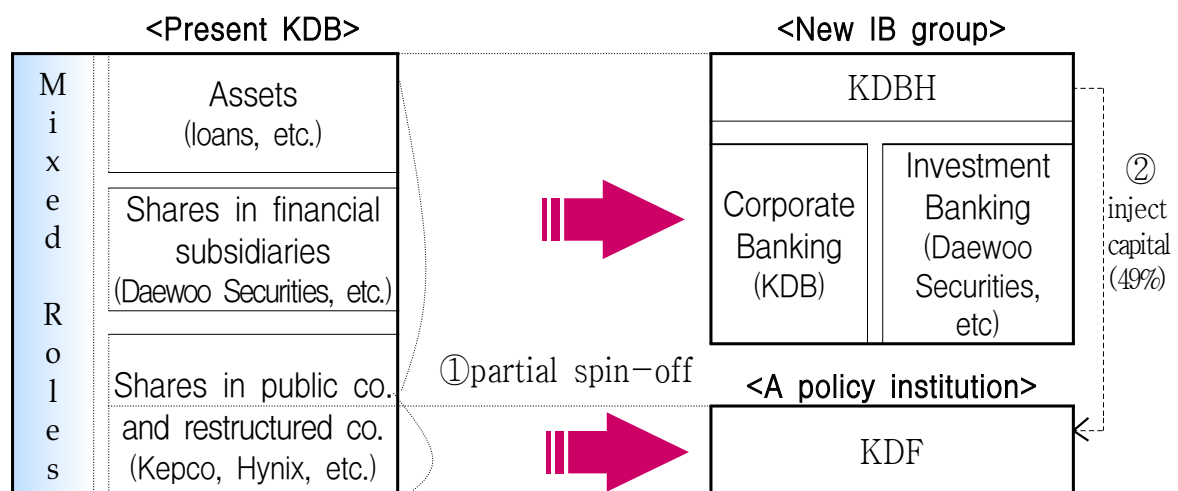 <Present KDB>
Mixed Roles
Assets
(loans, etc.)
Shares in financial
subsidiaries
(Daewoo Securities, etc.)
Shares in public co.
and restructured co.
(Kepco, Hynix, etc.)
①partial spin-off
<New IB group>
KDBH
Corporate
Banking
(KDB)
Investment
Banking
(Daewoo
Securities,
etc)
②
inject
capital
(49%)
<A policy institution>
KDF